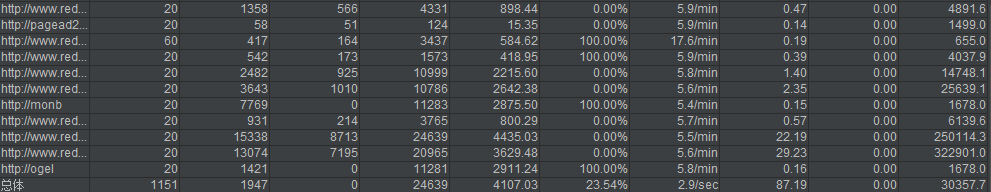 http://www.red... 20 1358 566 4331 898.44 0.00% 5.9/min 0.47 0.00 4891.6
http://pagead2... 20 58 51 124 15.35 0.00% 5.9/min 0.14 0.00 1499.0
http://www.red... 60 417 164 3437 584.62 100.00% 17.6/min 0.19 0.00 655.0
http://www.red... 20 542 173 1573 418.95 100.00% 5.9/min 0.39 0.00 4037.9
http://www.red... 20 2482 925 10999 2215.60 0.00% 5.8/min 1.40 0.00 14748.1
http://www.red... 20 3643 1010 10786 2642.38 0.00% 5.6/min 2.35 0.00 25639.1
http://monb 20 7769 0 11283 2875.50 100.00% 5.4/min 0.15 0.00 1678.0
http://www.red... 20 931 214 3765 800.29 0.00% 5.7/min 0.57 0.00 6139.6
http://www.red... 20 15338 8713 24639 4435.03 0.00% 5.5/min 22.19 0.00 250114.3
http://www.red... 20 13074 7195 20965 3629.48 0.00% 5.6/min 29.23 0.00 322901.0
http://ogel 20 1421 0 11281 2911.24 100.00% 5.8/min 0.16 0.00 1678.0
总体 1151 1947 0 24639 4107.03 23.54% 2.9/sec 87.19 0.00 30357.7